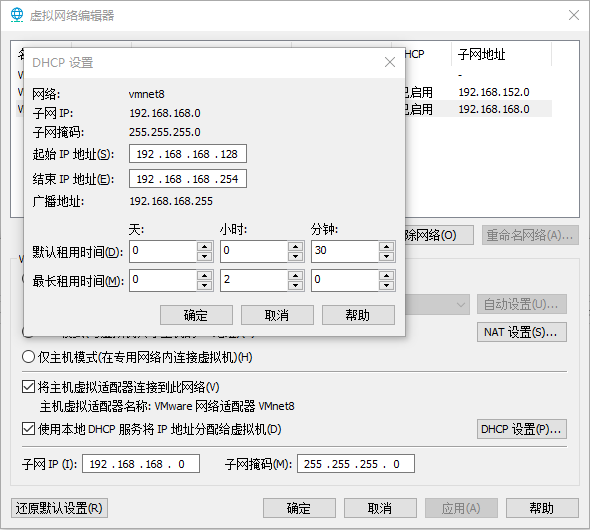 虚拟网络编辑器
HCP 子网地址
-
已启用 192.168.152.0
已启用 192.168.168.0
DHCP 设置
网络: vmnet8
子网 IP: 192.168.168.0
子网掩码: 255.255.255.0
起始 IP 地址(S): 192 .168 .168 .128
结束 IP 地址(E): 192 .168 .168 .254
广播地址: 192.168.168.255
天: 小时: 分钟:
默认租用时间(D): 0 0 30
最长租用时间(M): 0 2 0
确定 取消 帮助
除网络(O) 重命名网络(A)...
自动设置(U)...
NAT 设置(S)...
仅主机模式(在专用网络内连接虚拟机)(H)
将主机虚拟适配器连接到此网络(V)
主机虚拟适配器名称: VMware 网络适配器 VMnet8
使用本地 DHCP 服务将 IP 地址分配给虚拟机(D) DHCP 设置(P)...
子网 IP (I): 192 .168 .168 . 0 子网掩码(M): 255 .255 .255 . 0
还原默认设置(R) 确定 取消 应用(A) 帮助